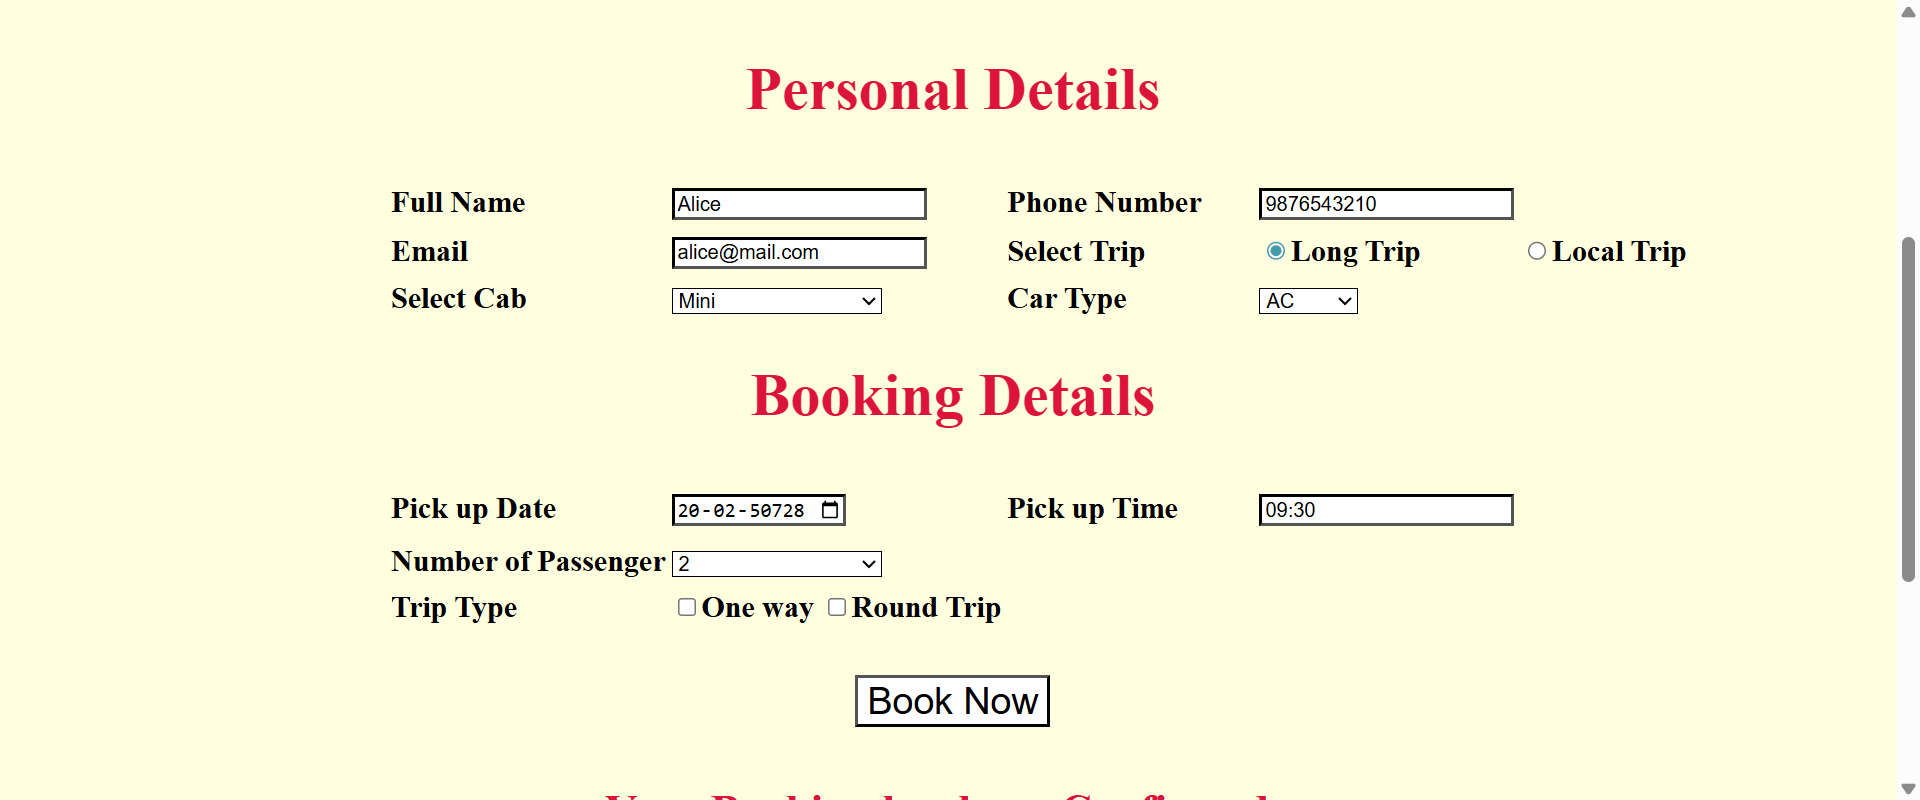 Personal Details
Full Name Alice Phone Number 9876543210
Email alice@mail.com Select Trip Long Trip Local Trip
Select Cab Mini Car Type AC
Booking Details
Pick up Date 20-02-50728 Pick up Time 09:30
Number of Passenger 2
Trip Type One way Round Trip
Book Now